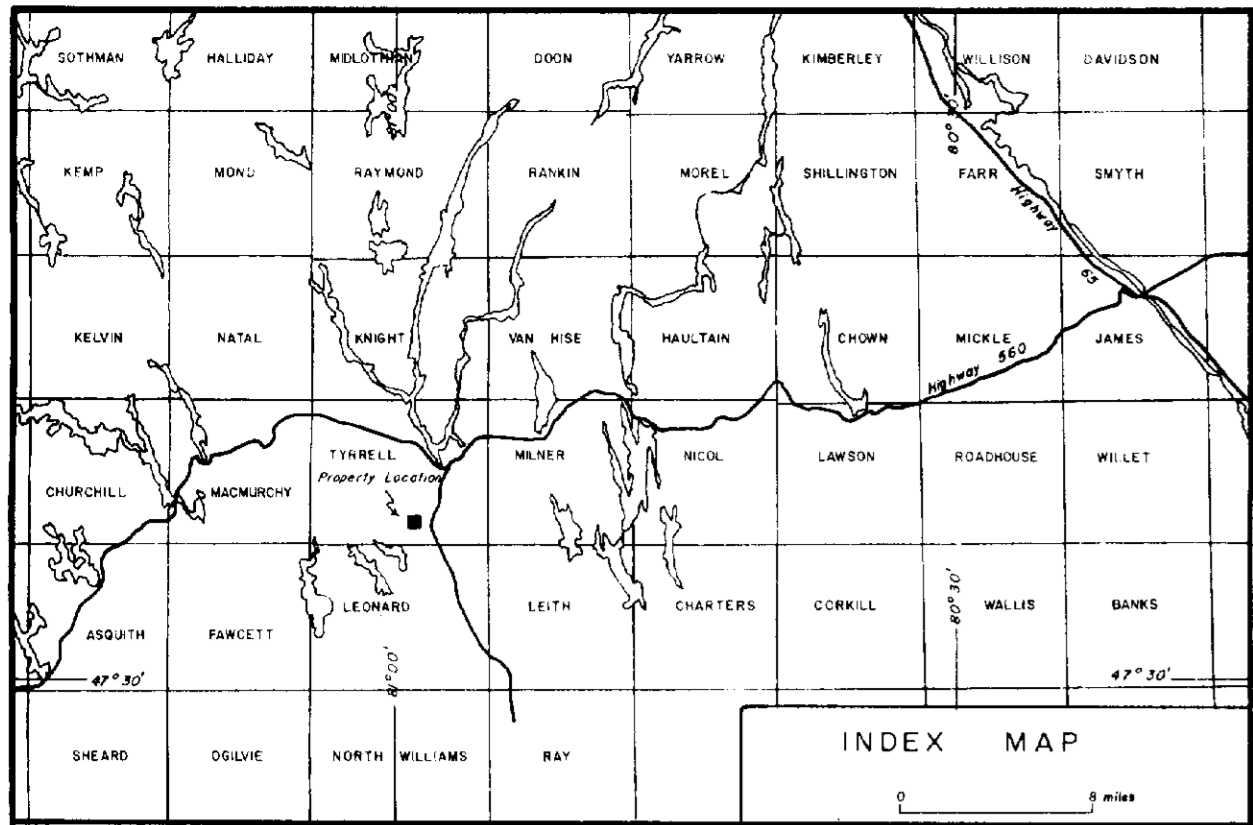 SOTHMAN HALLIDAY MIDLOTHIAN DOON YARROW KIMBERLEY WILLISON DAVIDSON
81°00'
80°30'
KEMP MOND RAYMOND RANKIN MOREL SHILLINGTON FARR SMYTH
Highway 65
KELVIN NATAL KNIGHT VAN HISE HAULTAIN CHOWN MICKLE JAMES
Highway 560
TYRRELL MILNER NICOL LAWSON ROADHOUSE WILLET
Property Location
CHURCHILL MACMURCHY
LEONARD LEITH CHARTERS CORKILL WALLIS BANKS
80°30'
ASQUITH FAWCETT
81°00'
47°30' 47°30'
SHEARD OGILVIE NORTH WILLIAMS RAY
INDEX MAP
0 8 miles